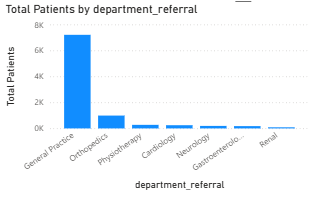 Total Patients by department_referral
Total Patients
8K
6K
4K
2K
0K
General Practice
Orthopedics
Physiotherapy
Cardiology
Neurology
Gastroenterolo...
Renal
department_referral